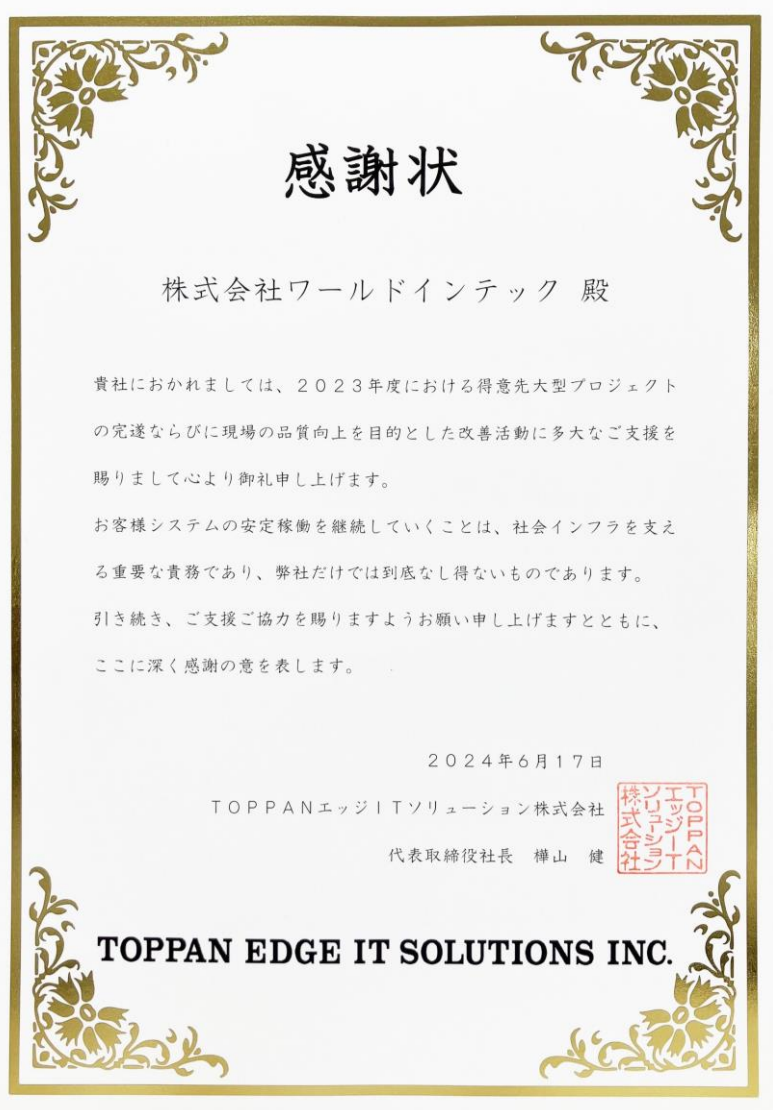 感謝状
株式会社ワールドインテック 殿
貴社におかれましては、2023年度における得意先大型プロジェクト
の完遂ならびに現場の品質向上を目的とした改善活動に多大なご支援を
賜りまして心より御礼申し上げます。
お客様システムの安定稼働を継続していくことは、社会インフラを支え
る重要な責務であり、弊社だけでは到底なし得ないものであります。
引き続き、ご支援ご協力を賜りますようお願い申し上げますとともに、
ここに深く感謝の意を表します。
2024年6月17日
TOPPANエッジITソリューション株式会社
代表取締役社長 樺山 健
TOPPAN
エッジIT
ソリューション
株式会社
TOPPAN EDGE IT SOLUTIONS INC.